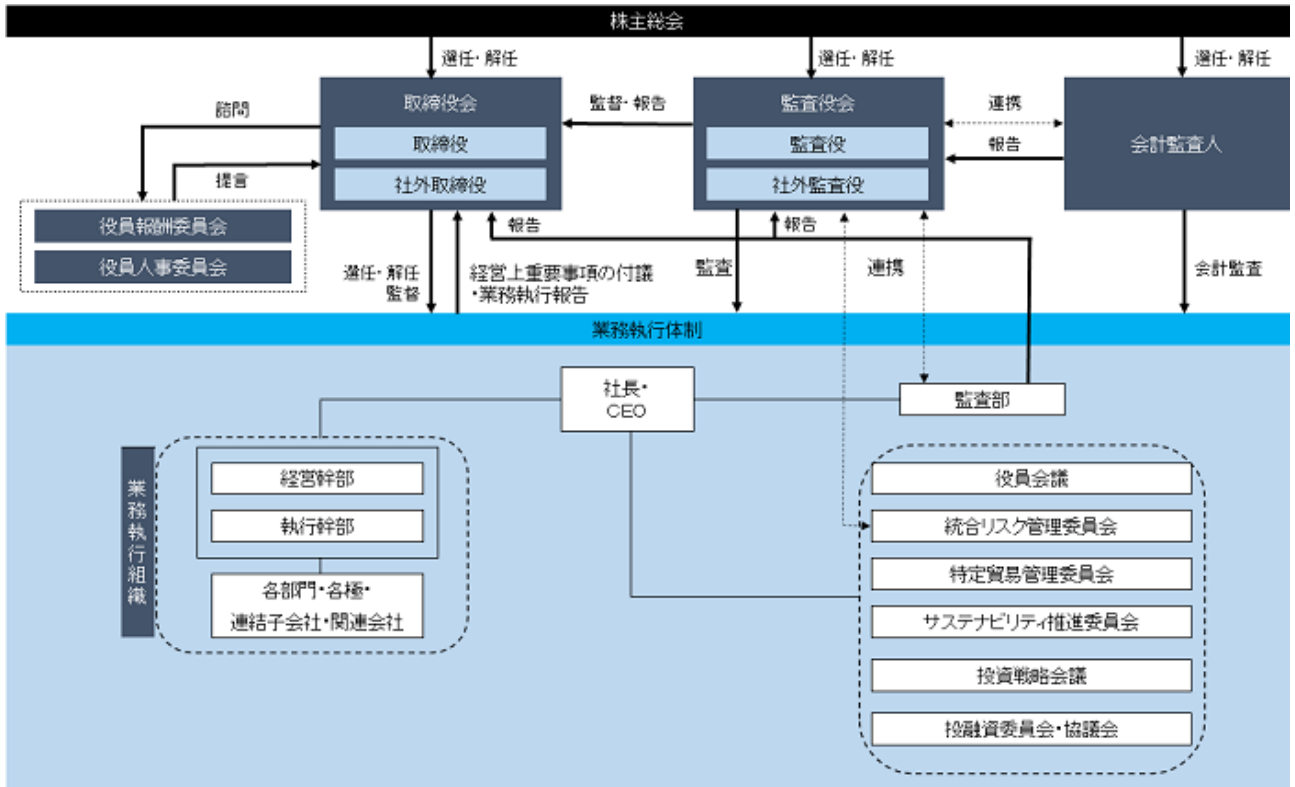 株主総会
選任・解任
選任・解任
選任・解任
取締役会
取締役
社外取締役
監督・報告
監査役会
監査役
社外監査役
連携
報告
会計監査人
諮問
提言
役員報酬委員会
役員人事委員会
選任・解任
監督
報告
経営上重要事項の付議
・業務執行報告
監査
報告
連携
会計監査
業務執行体制
社長・
CEO
監査部
業務執行組織
経営幹部
執行幹部
各部門・各極・
連結子会社・関連会社
役員会議
統合リスク管理委員会
特定貿易管理委員会
サステナビリティ推進委員会
投資戦略会議
投融資委員会・協議会